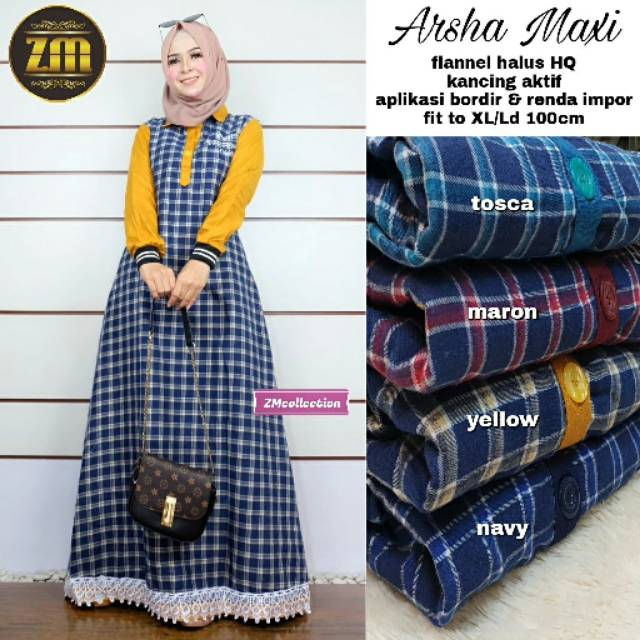 ZM
Arsha Maxi
flannel halus HQ
kancing aktif
aplikasi bordir & renda impor
fit to XL/Ld 100cm
tosca
maron
yellow
navy
ZMcollection